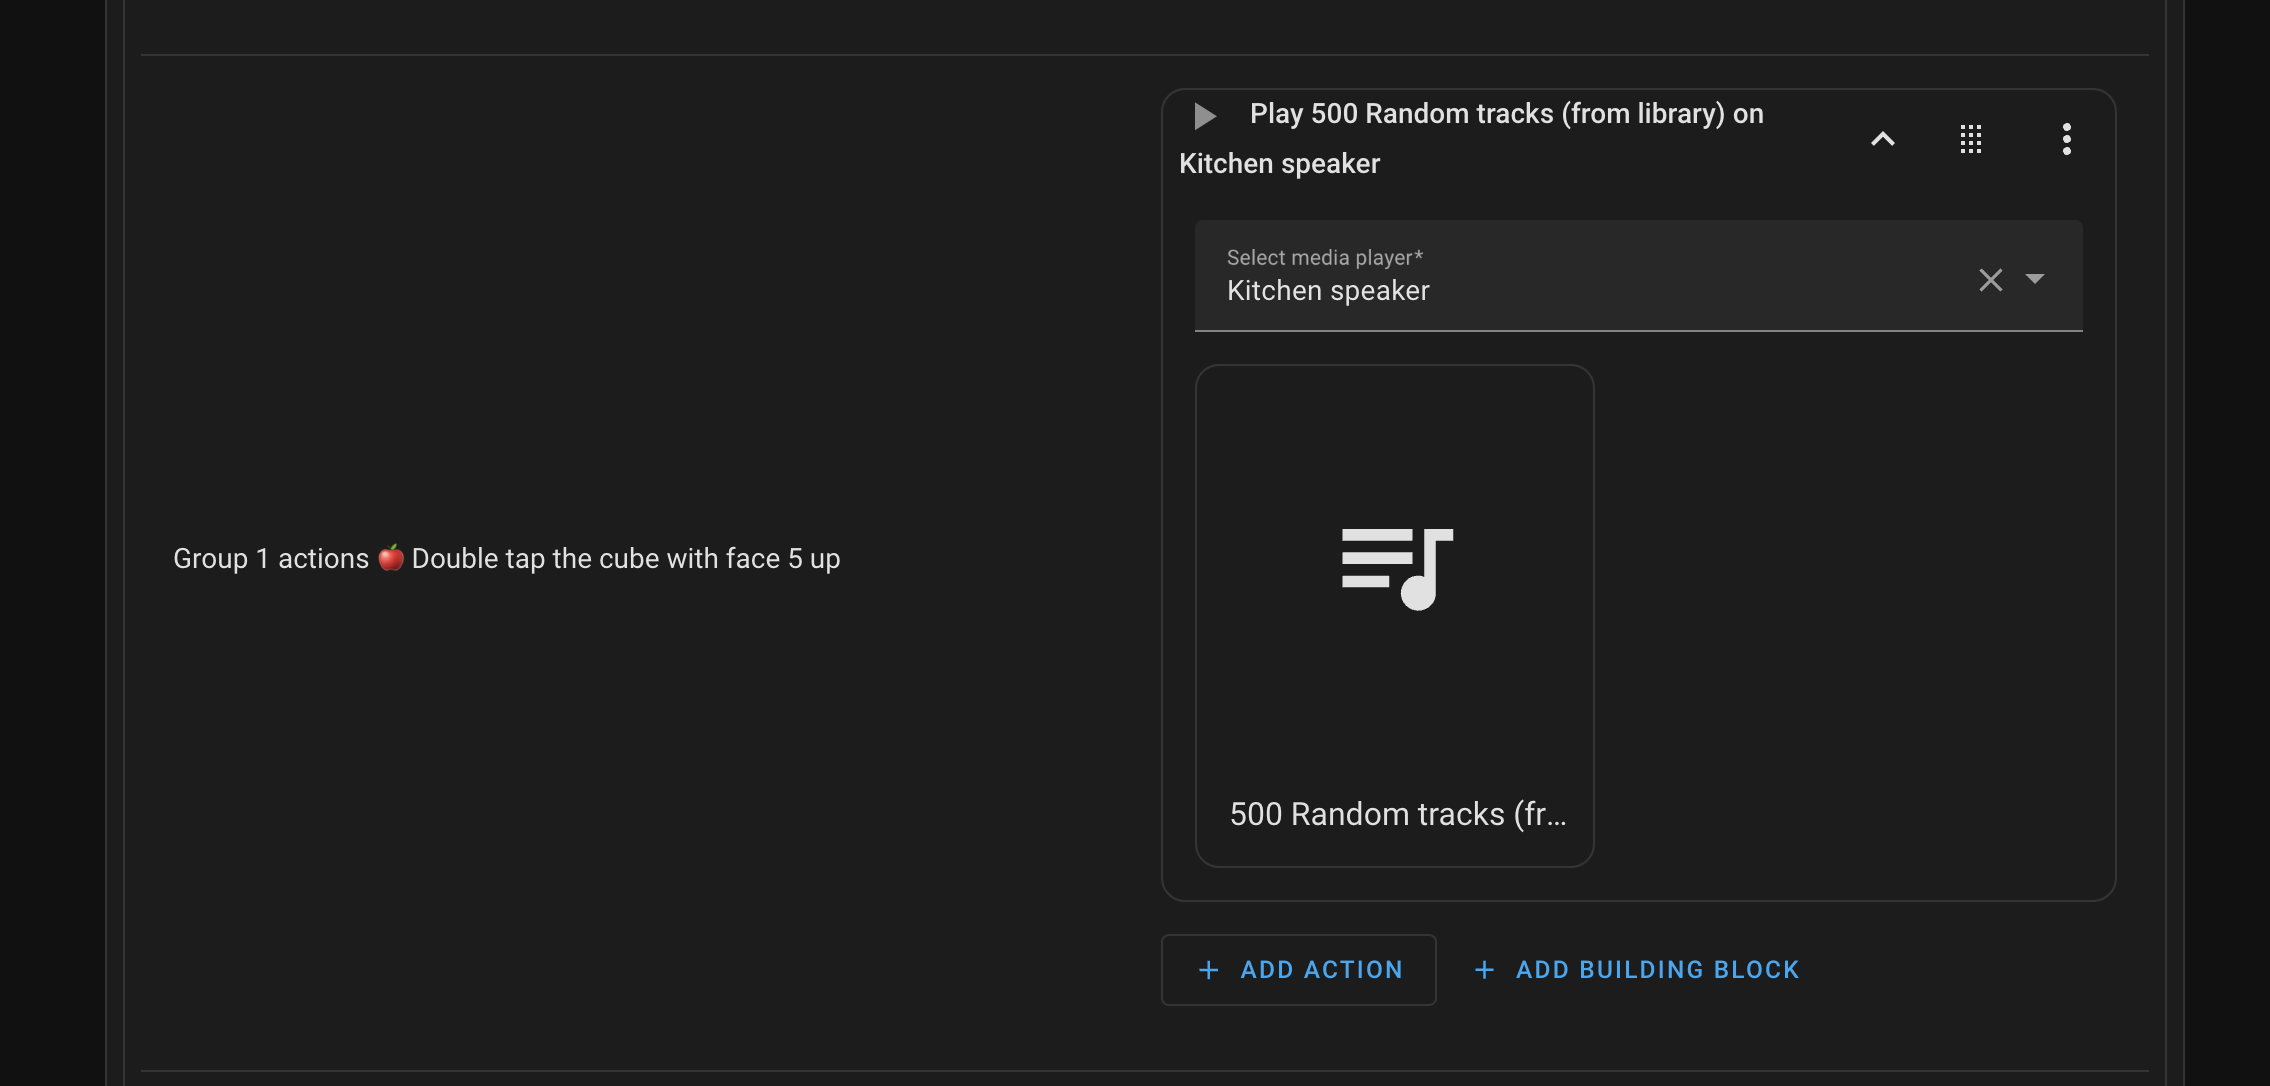 Play 500 Random tracks (from library) on
Kitchen speaker
Select media player*
Kitchen speaker
Group 1 actions 🍎 Double tap the cube with face 5 up
500 Random tracks (fr...
ADD ACTION
ADD BUILDING BLOCK